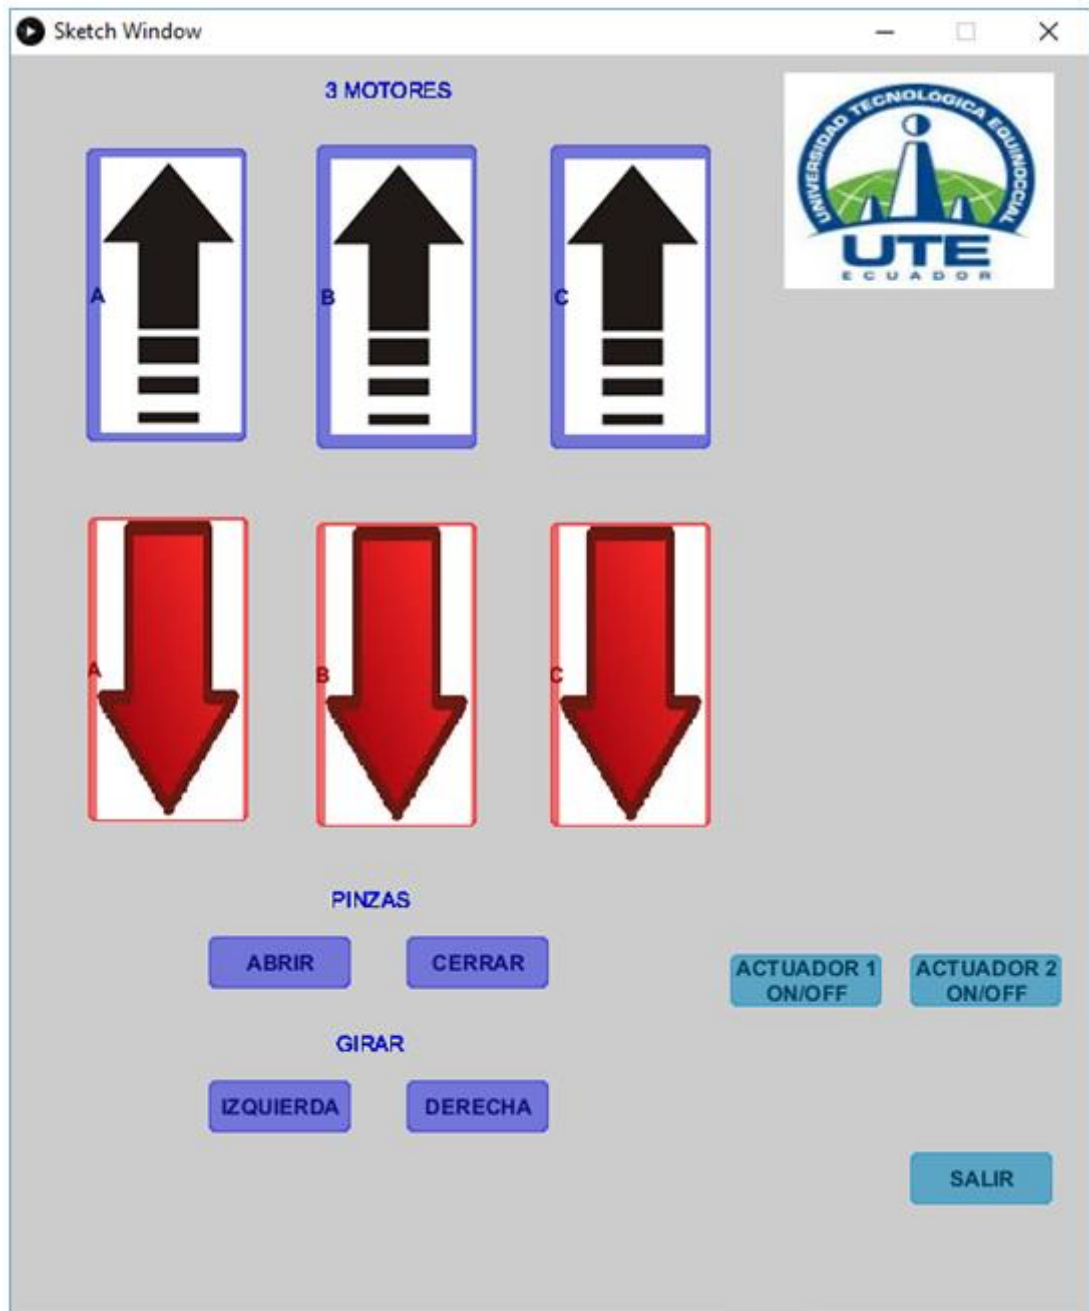 Sketch Window
3 MOTORES
UNIVERSIDAD TECNOLÓGICA EQUINOCCIAL
UTE
ECUADOR
A
B
C
A
B
C
PINZAS
ABRIR
CERRAR
ACTUADOR 1
ON/OFF
ACTUADOR 2
ON/OFF
GIRAR
IZQUIERDA
DERECHA
SALIR